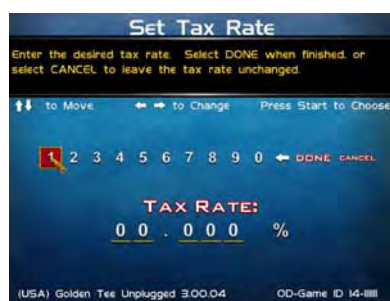 Set Tax Rate
Enter the desired tax rate. Select DONE when finished, or
select CANCEL to leave the tax rate unchanged.
to Move to Change Press Start to Choose
1 2 3 4 5 6 7 8 9 0 DONE CANCEL
TAX RATE:
0 0 . 0 0 0 %
(USA) Golden Tee Unplugged 3.00.04 OD-Game ID 14-11111